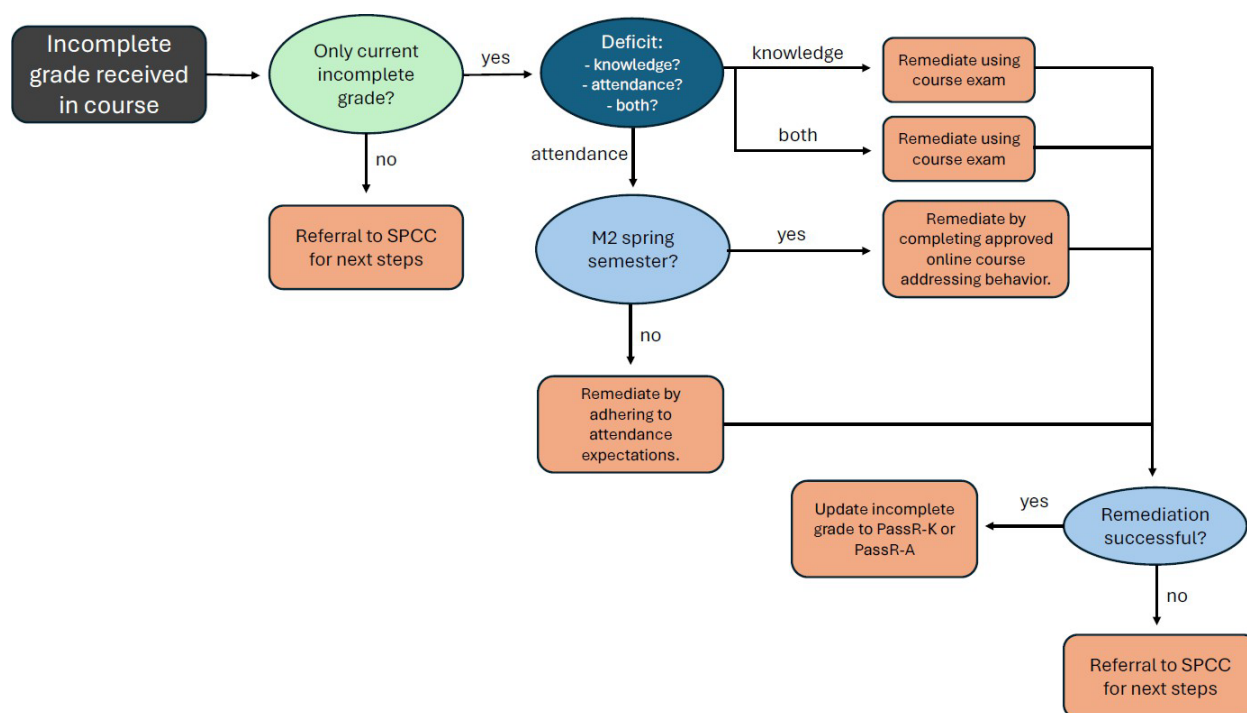 Incomplete
grade received
in course
Only current
incomplete
grade?
yes
Deficit:
- knowledge?
- attendance?
- both?
knowledge
Remediate using
course exam
both
Remediate using
course exam
no
attendance
Referral to SPCC
for next steps
M2 spring
semester?
yes
Remediate by
completing approved
online course
addressing behavior.
no
Remediate by
adhering to
attendance
expectations.
Remediation
successful?
yes
Update incomplete
grade to PassR-K or
PassR-A
no
Referral to SPCC
for next steps